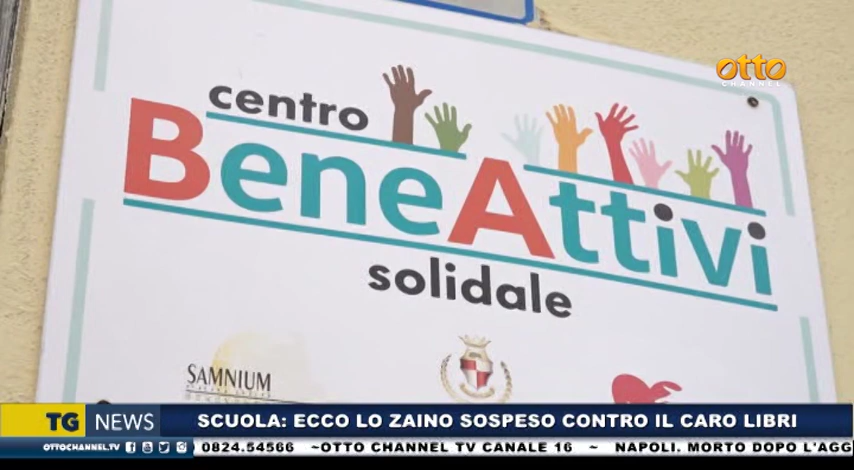 otto
CHANNEL
centro
BeneAttivi
solidale
SAMNIUM
TG NEWS
SCUOLA: ECCO LO ZAINO SOSPESO CONTRO IL CARO LIBRI
OTTOCHANNEL.TV
0824.54566 ~OTTO CHANNEL TV CANALE 16 ~ NAPOLI. MORTO DOPO L'AGG